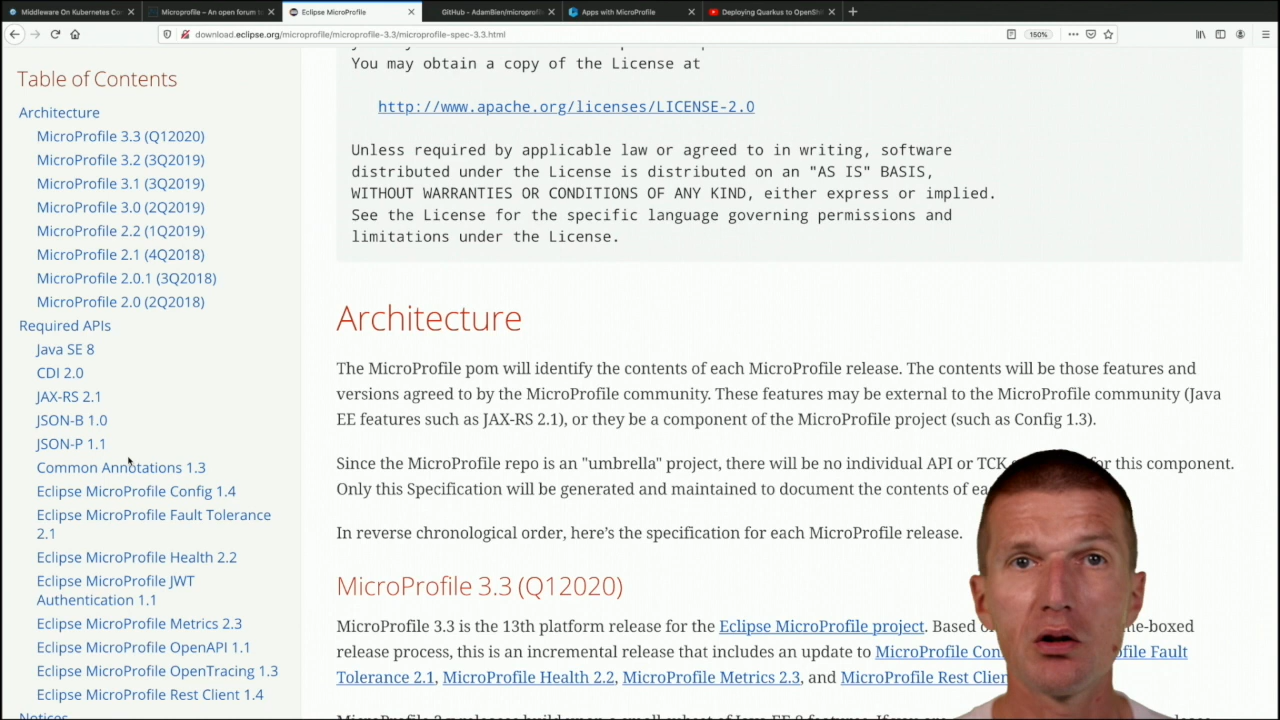 Middleware On Kubernetes Con
Microprofile – An open forum to
Eclipse MicroProfile
GitHub - AdamBien/microprofi
Apps with MicroProfile
Deploying Quarkus to OpenShi
download.eclipse.org/microprofile/microprofile-3.3/microprofile-spec-3.3.html
150%
Table of Contents
Architecture
MicroProfile 3.3 (Q12020)
MicroProfile 3.2 (3Q2019)
MicroProfile 3.1 (3Q2019)
MicroProfile 3.0 (2Q2019)
MicroProfile 2.2 (1Q2019)
MicroProfile 2.1 (4Q2018)
MicroProfile 2.0.1 (3Q2018)
MicroProfile 2.0 (2Q2018)
Required APIs
Java SE 8
CDI 2.0
JAX-RS 2.1
JSON-B 1.0
JSON-P 1.1
Common Annotations 1.3
Eclipse MicroProfile Config 1.4
Eclipse MicroProfile Fault Tolerance
2.1
Eclipse MicroProfile Health 2.2
Eclipse MicroProfile JWT
Authentication 1.1
Eclipse MicroProfile Metrics 2.3
Eclipse MicroProfile OpenAPI 1.1
Eclipse MicroProfile OpenTracing 1.3
Eclipse MicroProfile Rest Client 1.4
Notices
You may obtain a copy of the License at
http://www.apache.org/licenses/LICENSE-2.0
Unless required by applicable law or agreed to in writing, software
distributed under the License is distributed on an "AS IS" BASIS,
WITHOUT WARRANTIES OR CONDITIONS OF ANY KIND, either express or implied.
See the License for the specific language governing permissions and
limitations under the License.
Architecture
The MicroProfile pom will identify the contents of each MicroProfile release. The contents will be those features and
versions agreed to by the MicroProfile community. These features may be external to the MicroProfile community (Java
EE features such as JAX-RS 2.1), or they be a component of the MicroProfile project (such as Config 1.3).
Since the MicroProfile repo is an "umbrella" project, there will be no individual API or TCK for this component.
Only this Specification will be generated and maintained to document the contents of
In reverse chronological order, here's the specification for each MicroProfile release.
MicroProfile 3.3 (Q12020)
MicroProfile 3.3 is the 13th platform release for the Eclipse MicroProfile project. Based me-boxed
release process, this is an incremental release that includes an update to MicroProfile Con ofile Fault
Tolerance 2.1, MicroProfile Health 2.2, MicroProfile Metrics 2.3, and MicroProfile Rest Clien